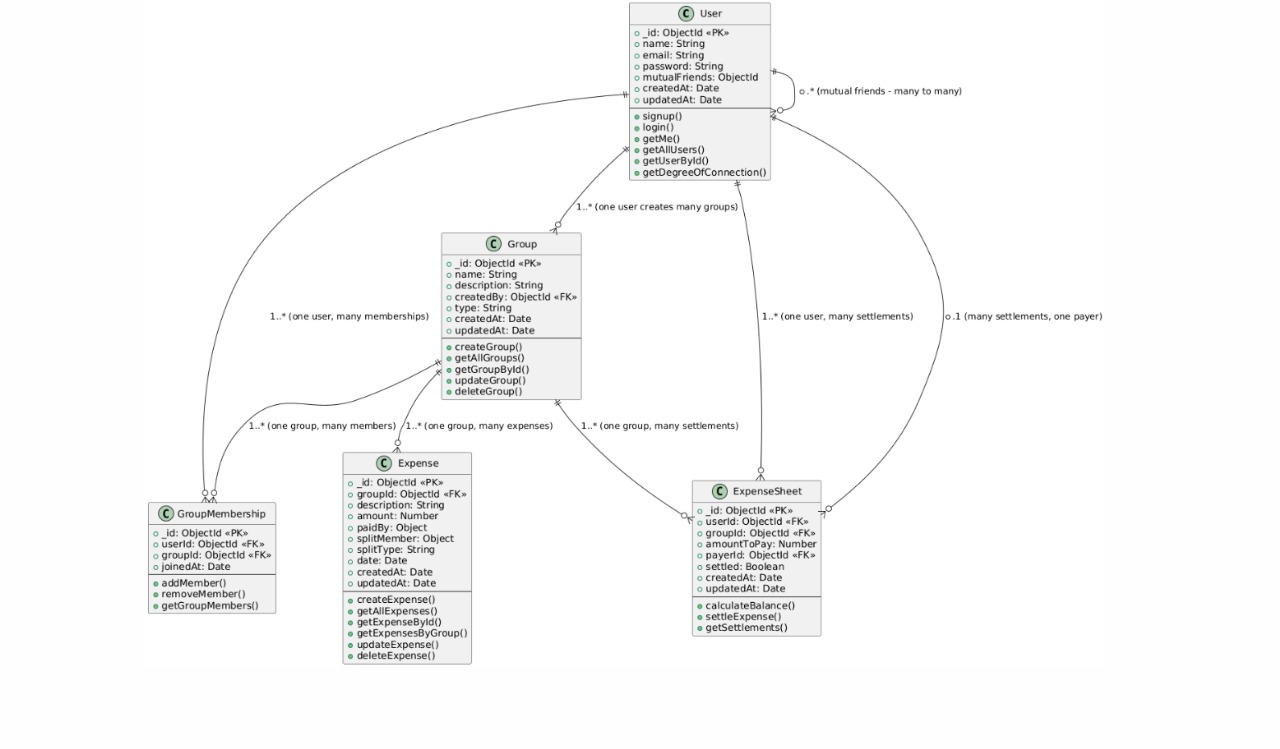 C User
_id: ObjectId «PK»
name: String
email: String
password: String
mutualFriends: ObjectId
createdAt: Date
updatedAt: Date
signup()
login()
getMe()
getAllUsers()
getUserById()
getDegreeOfConnection()
o.* (mutual friends - many to many)
1..* (one user creates many groups)
C Group
_id: ObjectId «PK»
name: String
description: String
createdBy: ObjectId «FK»
type: String
createdAt: Date
updatedAt: Date
createGroup()
getAllGroups()
getGroupById()
updateGroup()
deleteGroup()
1..* (one user, many memberships)
1..* (one user, many settlements)
o.1 (many settlements, one payer)
1..* (one group, many members)
1..* (one group, many expenses)
1..* (one group, many settlements)
C GroupMembership
_id: ObjectId «PK»
userId: ObjectId «FK»
groupId: ObjectId «FK»
joinedAt: Date
addMember()
removeMember()
getGroupMembers()
C Expense
_id: ObjectId «PK»
groupId: ObjectId «FK»
description: String
amount: Number
paidBy: Object
splitMember: Object
splitType: String
date: Date
createdAt: Date
updatedAt: Date
createExpense()
getAllExpenses()
getExpenseById()
getExpensesByGroup()
updateExpense()
deleteExpense()
C ExpenseSheet
_id: ObjectId «PK»
userId: ObjectId «FK»
groupId: ObjectId «FK»
amountToPay: Number
payerId: ObjectId «FK»
settled: Boolean
createdAt: Date
updatedAt: Date
calculateBalance()
settleExpense()
getSettlements()